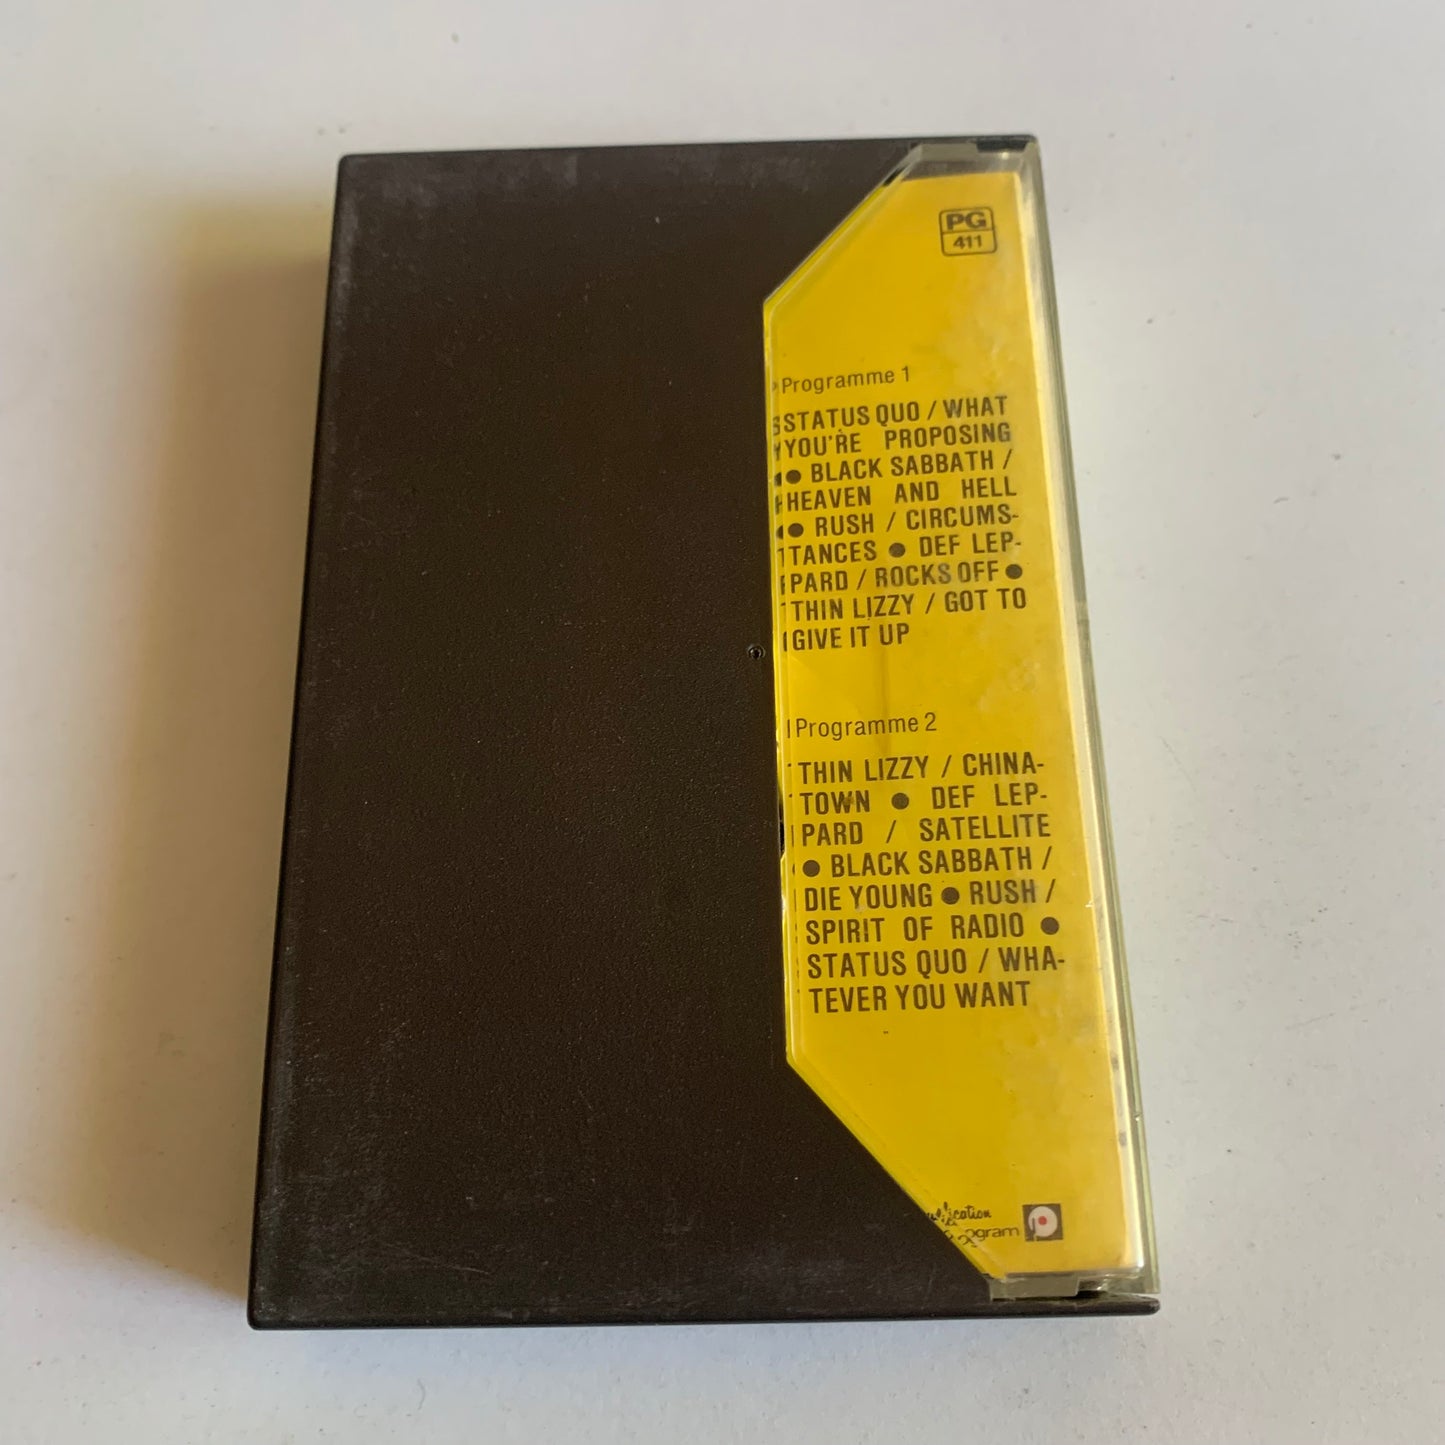 PG
411
Programme 1
STATUS QUO / WHAT
YOU'RE PROPOSING
● BLACK SABBATH /
HEAVEN AND HELL
● RUSH / CIRCUMS-
TANCES ● DEF LEP-
PARD / ROCKS OFF ●
THIN LIZZY / GOT TO
GIVE IT UP
Programme 2
THIN LIZZY / CHINA-
TOWN ● DEF LEP-
PARD / SATELLITE
● BLACK SABBATH /
DIE YOUNG ● RUSH /
SPIRIT OF RADIO ●
STATUS QUO / WHA-
TEVER YOU WANT